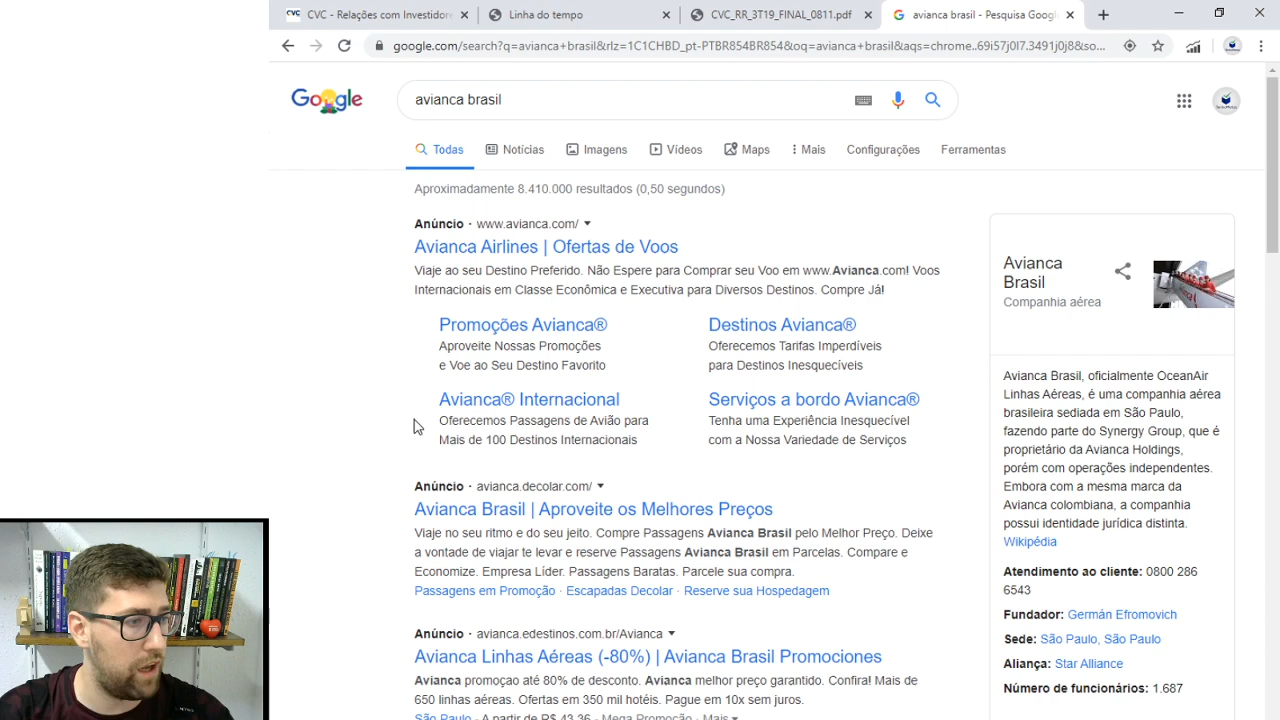 CVC - Relações com Investidore
Linha do tempo
CVC_RR_3T19_FINAL_0811.pdf
avianca brasil - Pesquisa Googl
google.com/search?q=avianca+brasil&rlz=1C1CHBD_pt-PTBR854BR854&oq=avianca+brasil&aqs=chrome..69i57j0l7.3491j0j8&so...
Google
avianca brasil
Todas
Notícias
Imagens
Vídeos
Maps
Mais
Configurações
Ferramentas
Aproximadamente 8.410.000 resultados (0,50 segundos)
Anúncio · www.avianca.com/
Avianca Airlines | Ofertas de Voos
Viaje ao seu Destino Preferido. Não Espere para Comprar seu Voo em www.Avianca.com! Voos
Internacionais em Classe Econômica e Executiva para Diversos Destinos. Compre Já!
Promoções Avianca®
Aproveite Nossas Promoções
e Voe ao Seu Destino Favorito
Destinos Avianca®
Oferecemos Tarifas Imperdíveis
para Destinos Inesquecíveis
Avianca® Internacional
Oferecemos Passagens de Avião para
Mais de 100 Destinos Internacionais
Serviços a bordo Avianca®
Tenha uma Experiência Inesquecível
com a Nossa Variedade de Serviços
Anúncio · avianca.decolar.com/
Avianca Brasil | Aproveite os Melhores Preços
Viaje no seu ritmo e do seu jeito. Compre Passagens Avianca Brasil pelo Melhor Preço. Deixe
a vontade de viajar te levar e reserve Passagens Avianca Brasil em Parcelas. Compare e
Economize. Empresa Líder. Passagens Baratas. Parcele sua compra.
Passagens em Promoção · Escapadas Decolar · Reserve sua Hospedagem
Anúncio · avianca.edestinos.com.br/Avianca
Avianca Linhas Aéreas (-80%) | Avianca Brasil Promociones
Avianca promoçao até 80% de desconto. Avianca melhor preço garantido. Confira! Mais de
650 linhas aéreas. Ofertas em 350 mil hotéis. Pague em 10x sem juros.
São Paulo - A partir de R$ 43,36 - Mega Promoção - Mais
Avianca
Brasil
Companhia aérea
Avianca Brasil, oficialmente OceanAir
Linhas Aéreas, é uma companhia aérea
brasileira sediada em São Paulo,
fazendo parte do Synergy Group, que é
proprietário da Avianca Holdings,
porém com operações independentes.
Embora com a mesma marca da
Avianca colombiana, a companhia
possui identidade jurídica distinta.
Wikipédia
Atendimento ao cliente: 0800 286
6543
Fundador: Germán Efromovich
Sede: São Paulo, São Paulo
Aliança: Star Alliance
Número de funcionários: 1.687